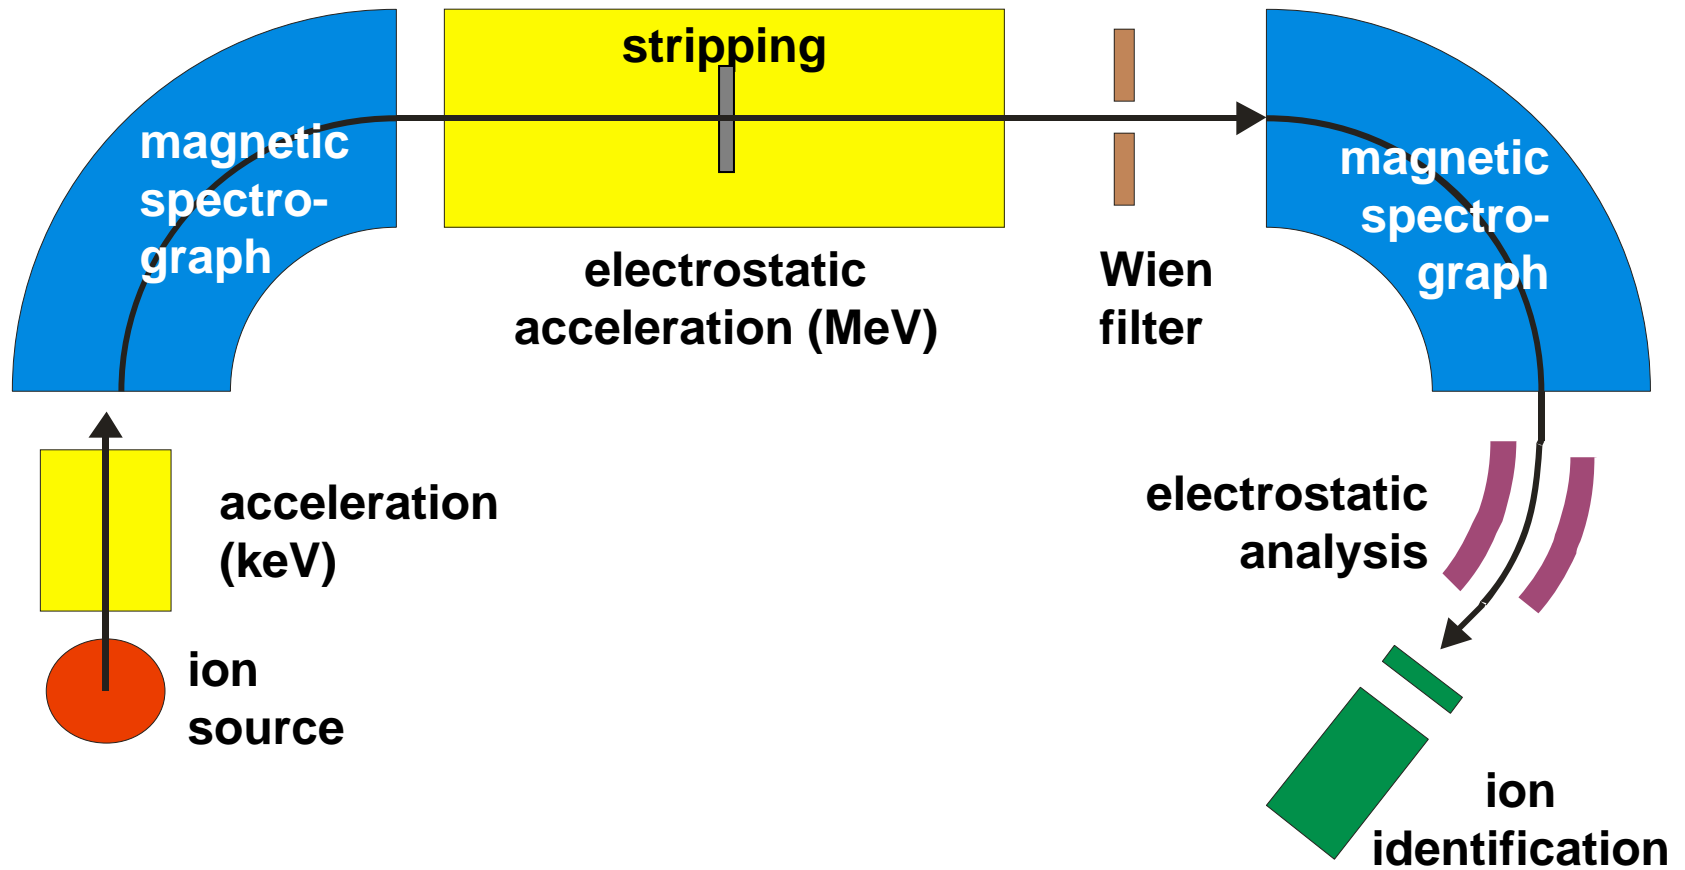 stripping
magnetic
spectro-
graph
electrostatic
acceleration (MeV)
Wien
filter
magnetic
spectro-
graph
acceleration
(keV)
ion
source
electrostatic
analysis
ion
identification